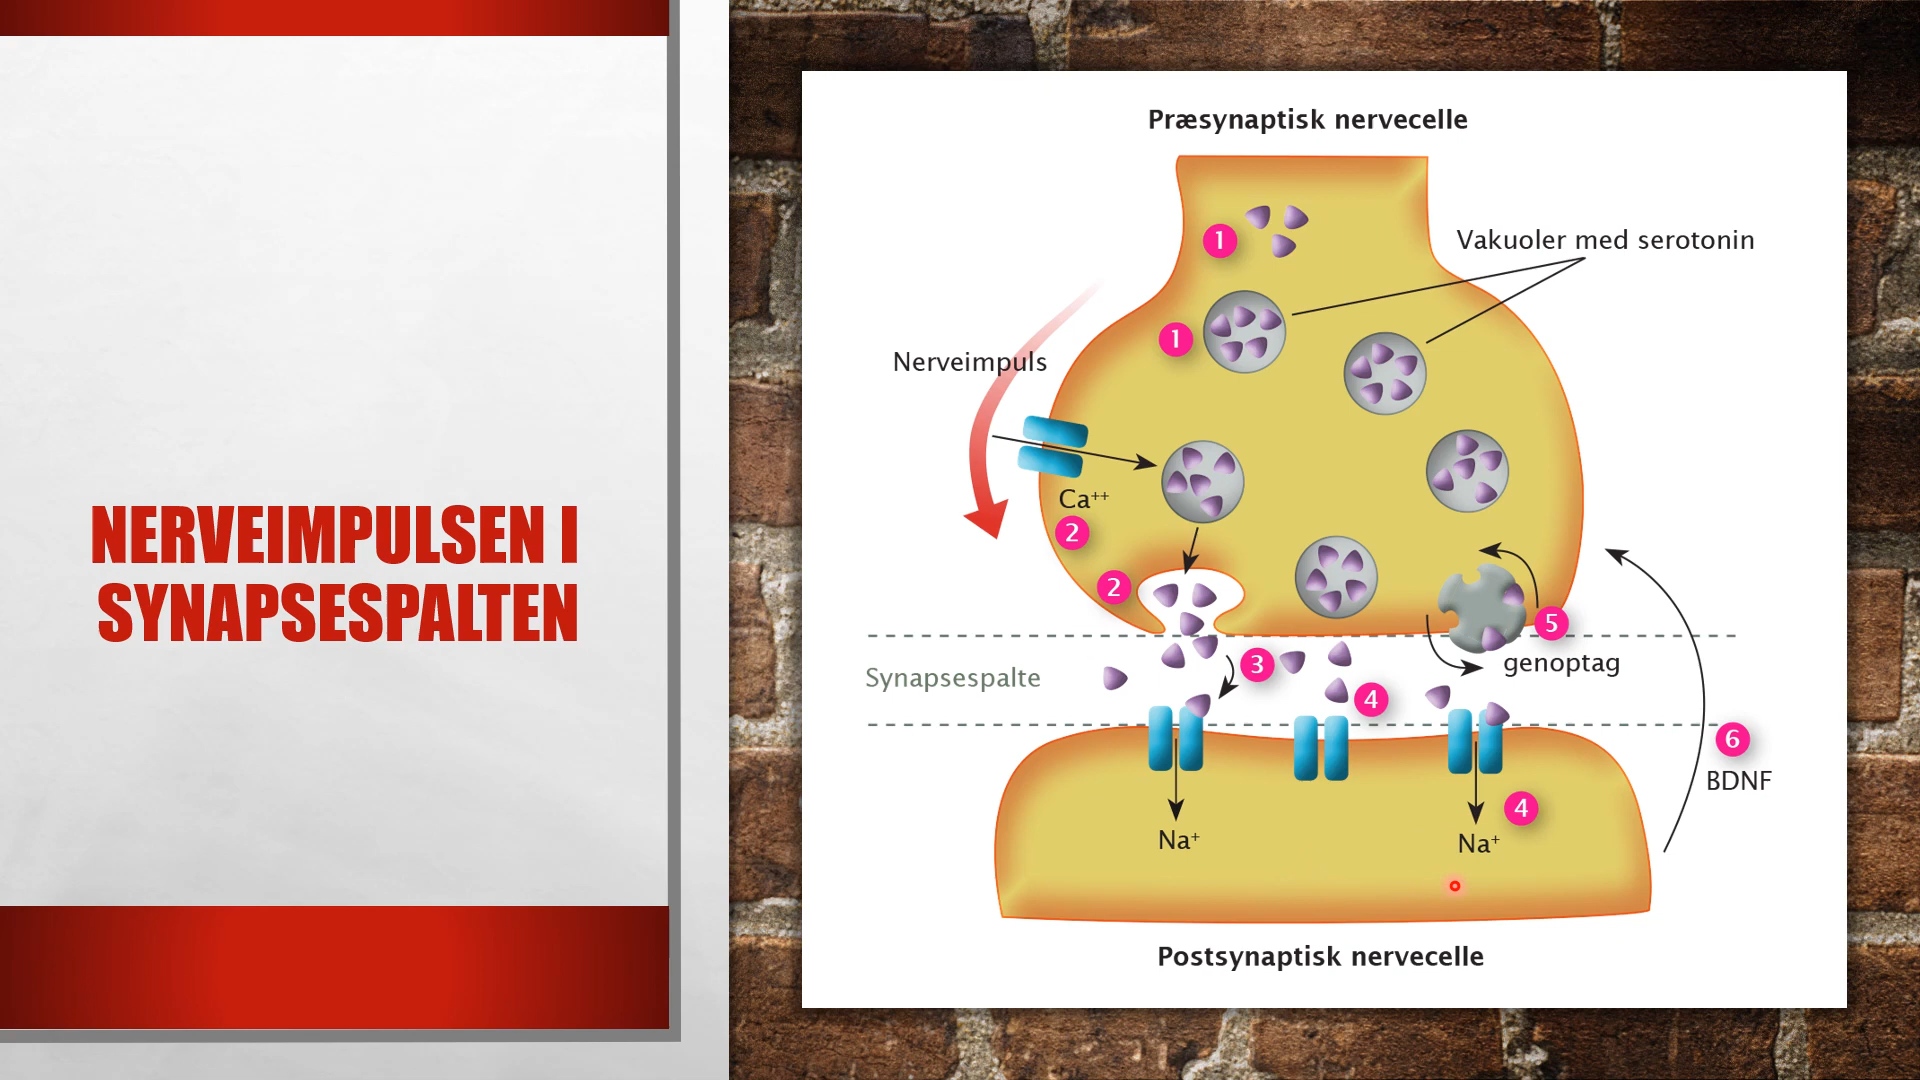 NERVEIMPULSEN I
SYNAPSESPALTEN
Præsynaptisk nervecelle
1
Vakuoler med serotonin
1
Nerveimpuls
Ca⁺⁺
2
2
5
3
genoptag
Synapsespalte
4
6
BDNF
4
Na⁺
Na⁺
Postsynaptisk nervecelle